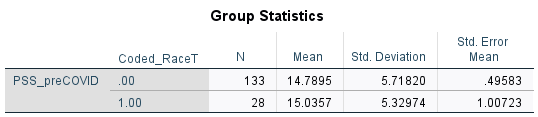 Group Statistics
Coded_RaceT N Mean Std. Deviation Std. Error Mean
PSS_preCOVID .00 133 14.7895 5.71820 .49583
1.00 28 15.0357 5.32974 1.00723